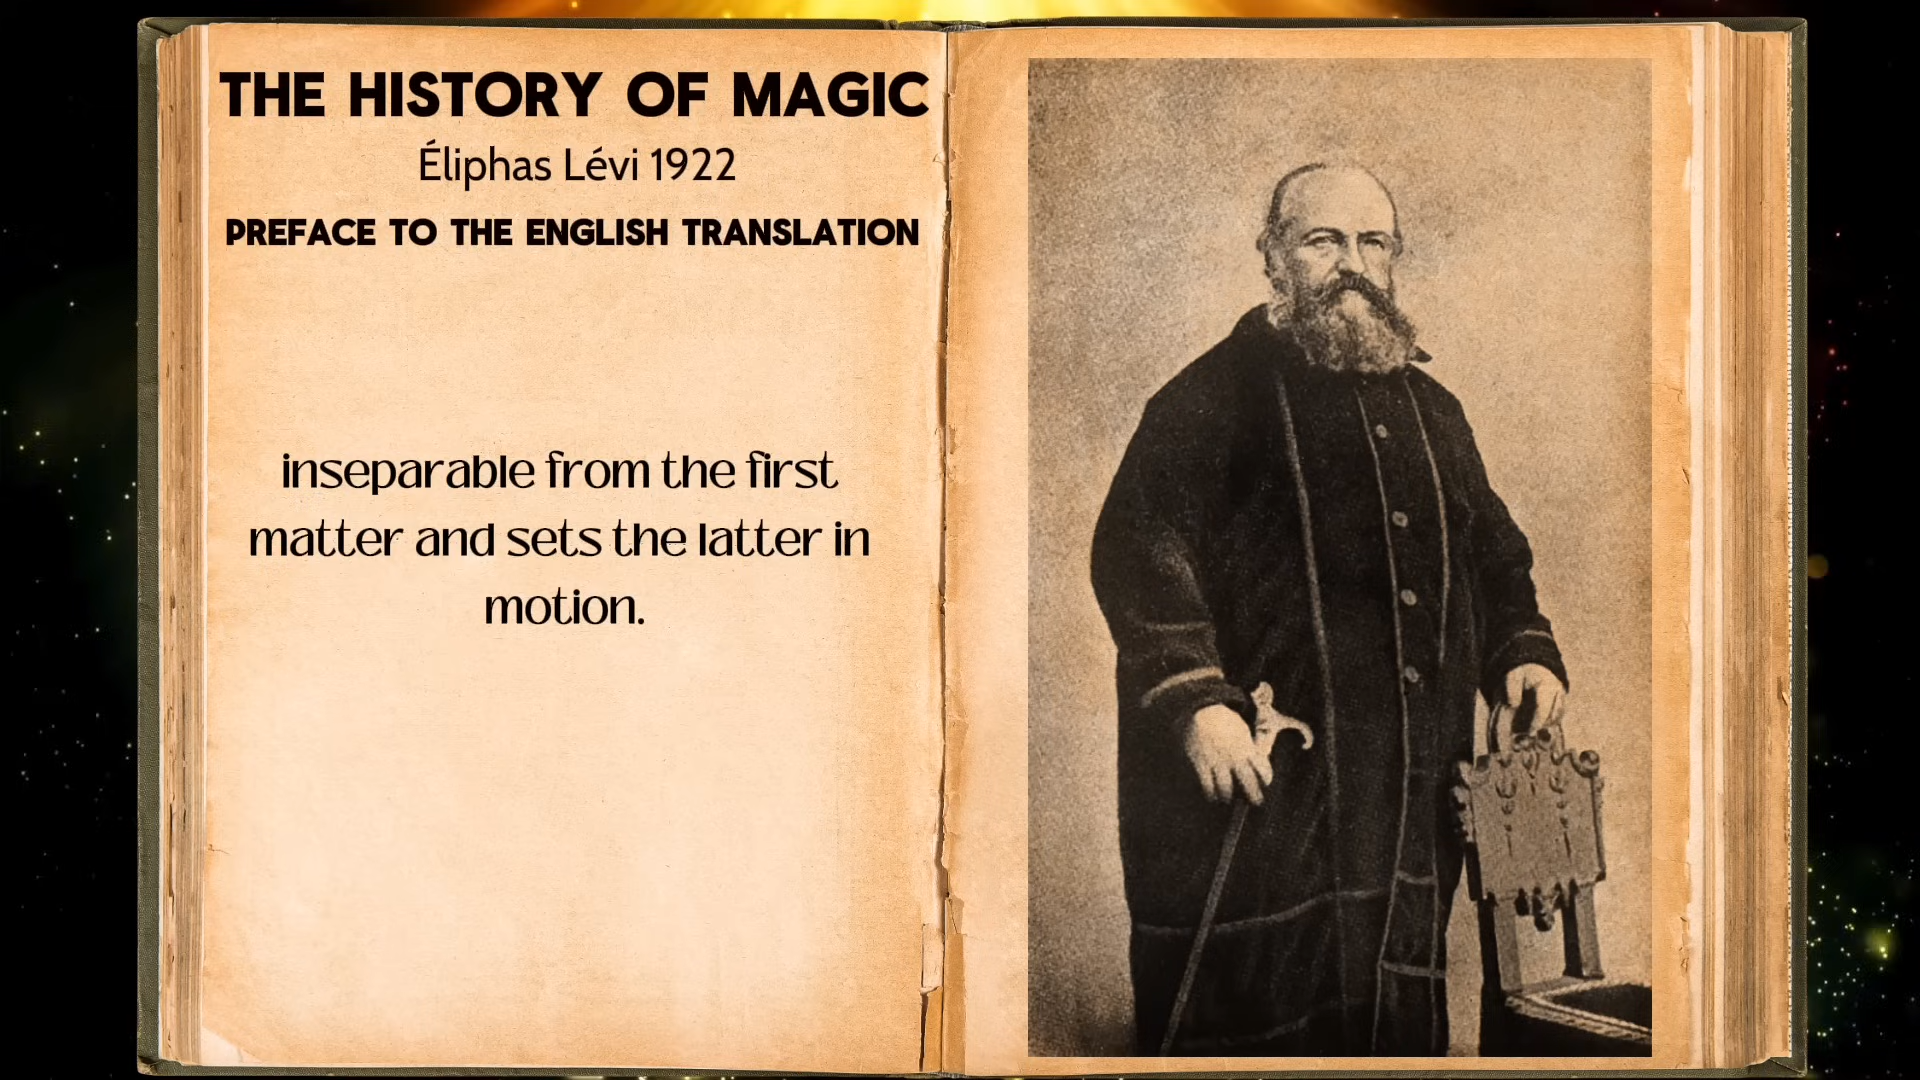 THE HISTORY OF MAGIC
Éliphas Lévi 1922
PREFACE TO THE ENGLISH TRANSLATION
inseparable from the first
matter and sets the latter in
motion.